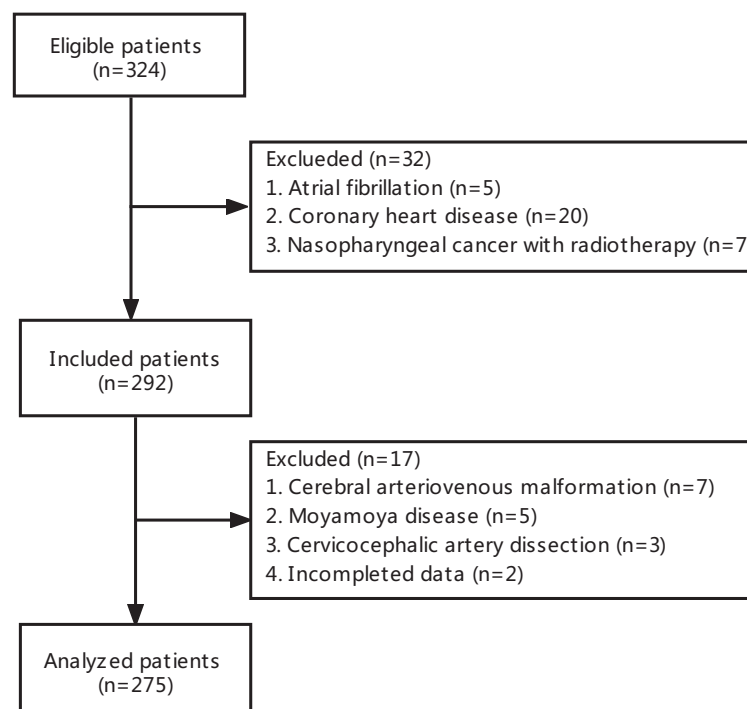 Eligible patients
(n=324)
Exclueded (n=32)
1. Atrial fibrillation (n=5)
2. Coronary heart disease (n=20)
3. Nasopharyngeal cancer with radiotherapy (n=7
Included patients
(n=292)
Excluded (n=17)
1. Cerebral arteriovenous malformation (n=7)
2. Moyamoya disease (n=5)
3. Cervicocephalic artery dissection (n=3)
4. Incompleted data (n=2)
Analyzed patients
(n=275)